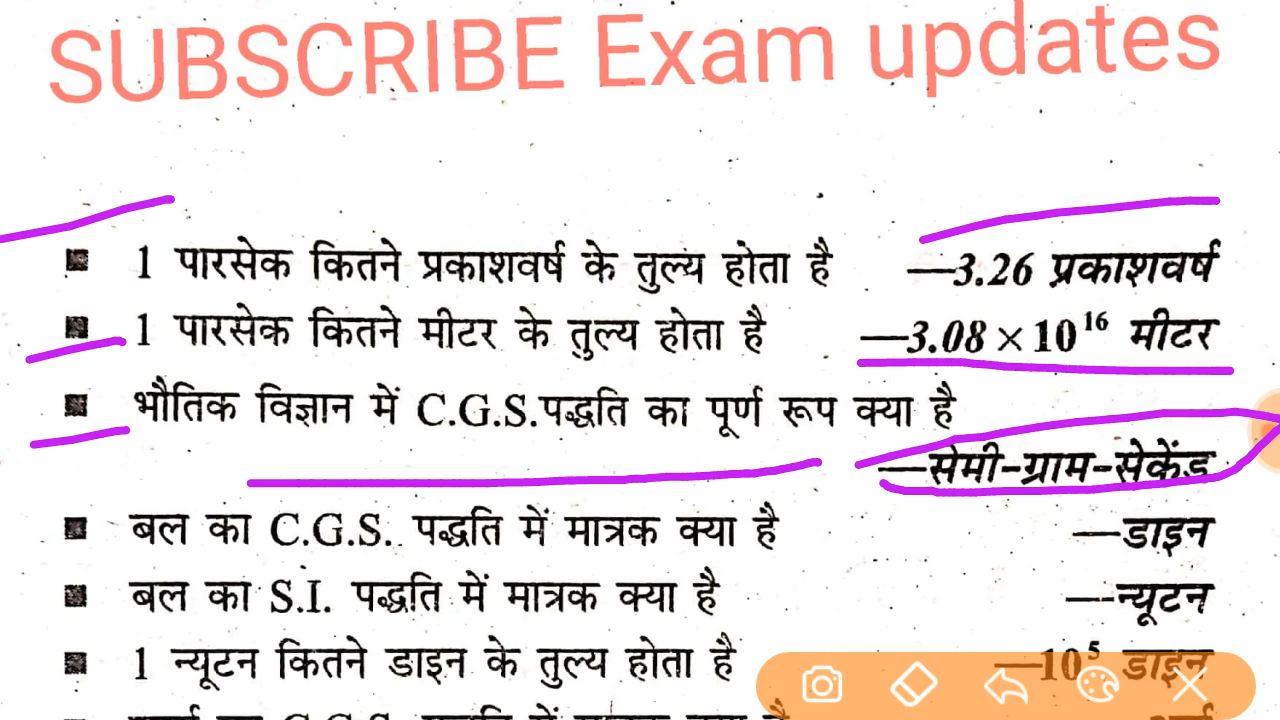 SUBSCRIBE Exam updates
1 पारसेक कितने प्रकाशवर्ष के तुल्य होता है —3.26 प्रकाशवर्ष
1 पारसेक कितने मीटर के तुल्य होता है —3.08 × 10¹⁶ मीटर
भौतिक विज्ञान में C.G.S.पद्धति का पूर्ण रूप क्या है
—सेमी-ग्राम-सेकेंड
बल का C.G.S. पद्धति में मात्रक क्या है —डाइन
बल का S.I. पद्धति में मात्रक क्या है —न्यूटन
1 न्यूटन कितने डाइन के तुल्य होता है —10⁵ डाइन